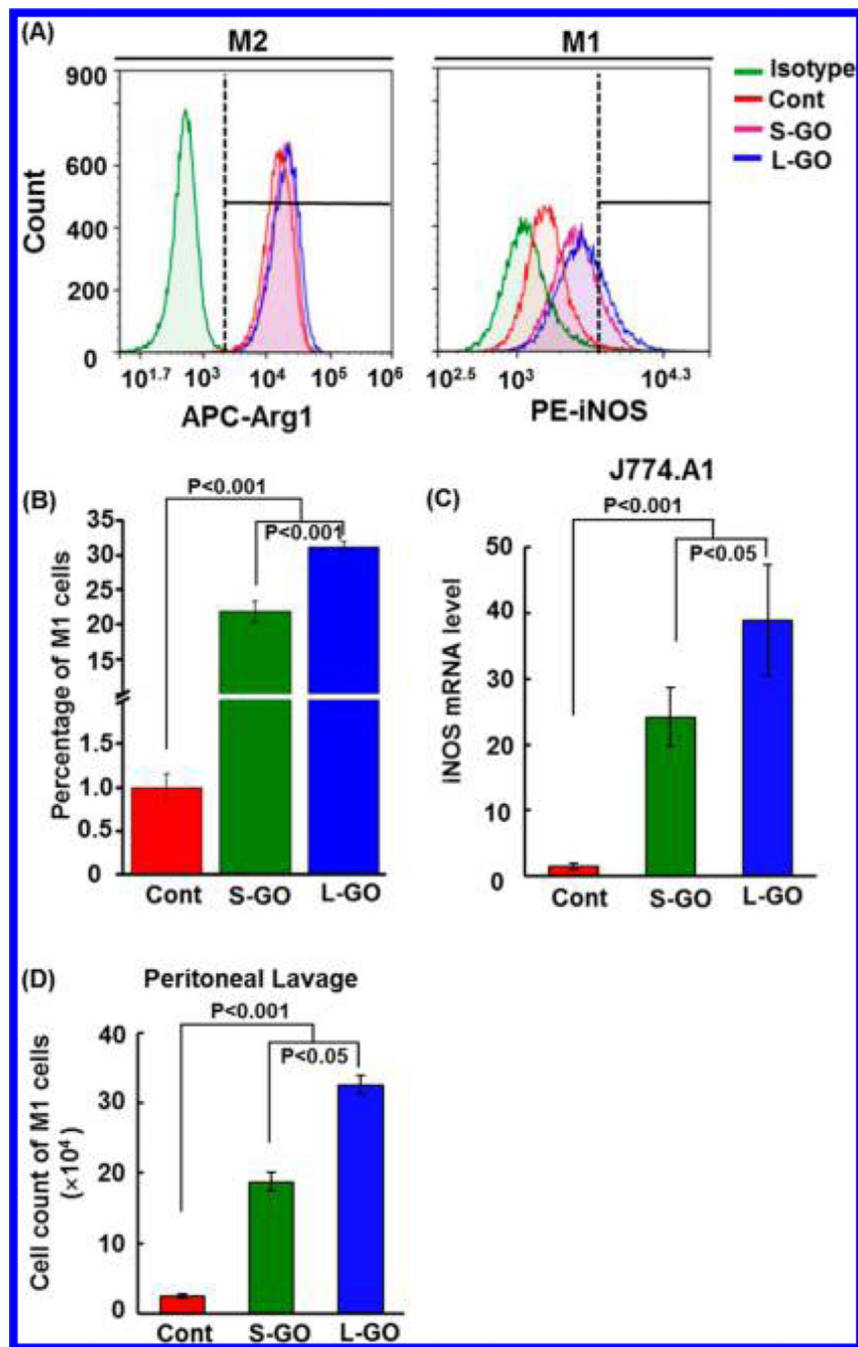 (A)
M2
M1
Isotype
Cont
S-GO
L-GO
900
800
600
400
200
0
Count
10^1.7 10^3 10^4 10^5 10^6
APC-Arg1
10^2.5 10^3 10^4.3
PE-iNOS
(B)
P<0.001
P<0.001
35
30
25
20
15
1.5
1.0
0.5
0
Percentage of M1 cells
Cont S-GO L-GO
(C)
J774.A1
P<0.001
P<0.05
50
40
30
20
10
0
iNOS mRNA level
Cont S-GO L-GO
(D)
Peritoneal Lavage
P<0.001
P<0.05
40
30
20
10
0
Cell count of M1 cells
(×10^4)
Cont S-GO L-GO